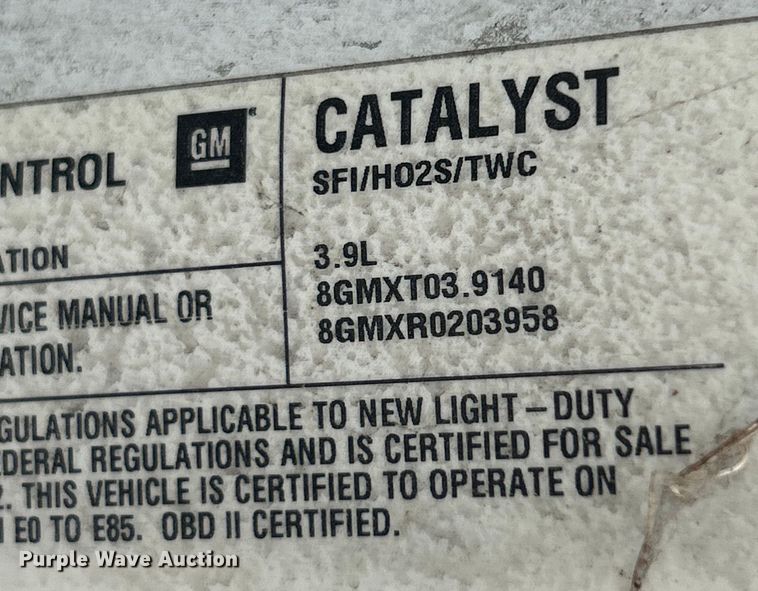 NTROL
GM
CATALYST
SFI/HO2S/TWC
ATION
3.9L
8GMXT03.9140
8GMXR0203958
VICE MANUAL OR
ATION.
GULATIONS APPLICABLE TO NEW LIGHT – DUTY
EDERAL REGULATIONS AND IS CERTIFIED FOR SALE
. THIS VEHICLE IS CERTIFIED TO OPERATE ON
E0 TO E85. OBD II CERTIFIED.
Purple Wave Auction